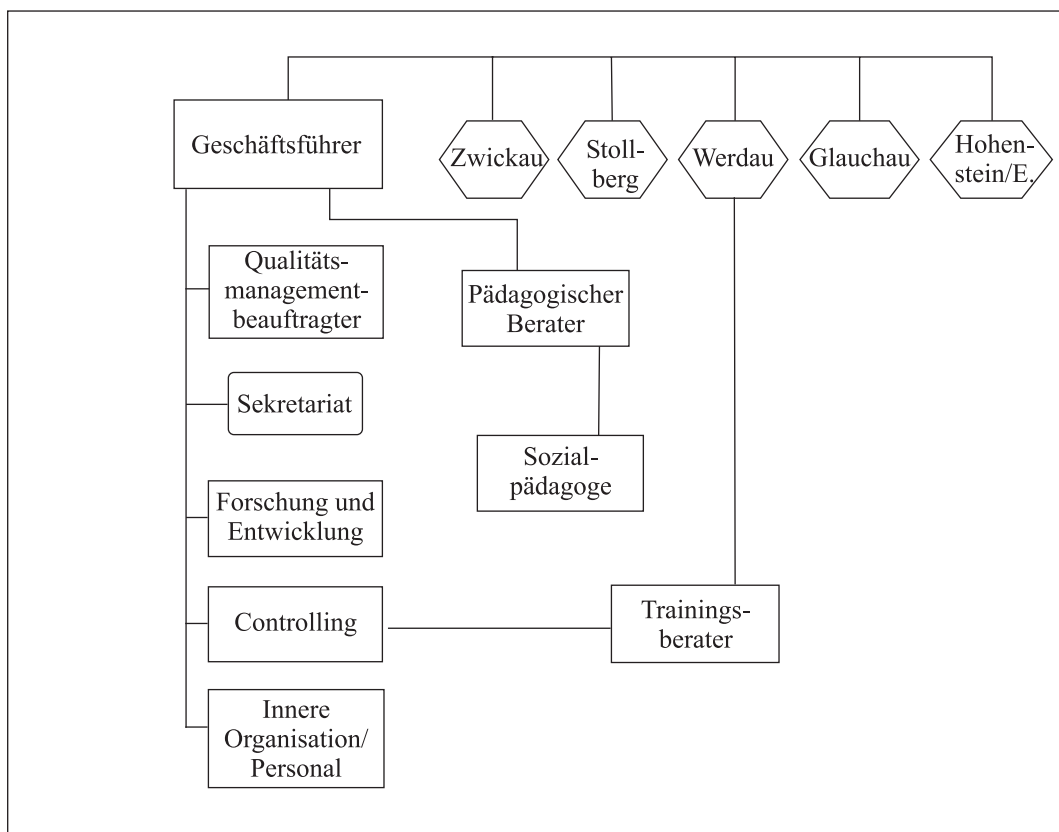 Geschäftsführer
Zwickau
Stoll-
berg
Werdau
Glauchau
Hohen-
stein/E.
Qualitäts-
management-
beauftragter
Pädagogischer
Berater
Sekretariat
Sozial-
pädagoge
Forschung und
Entwicklung
Controlling
Trainings-
berater
Innere
Organisation/
Personal